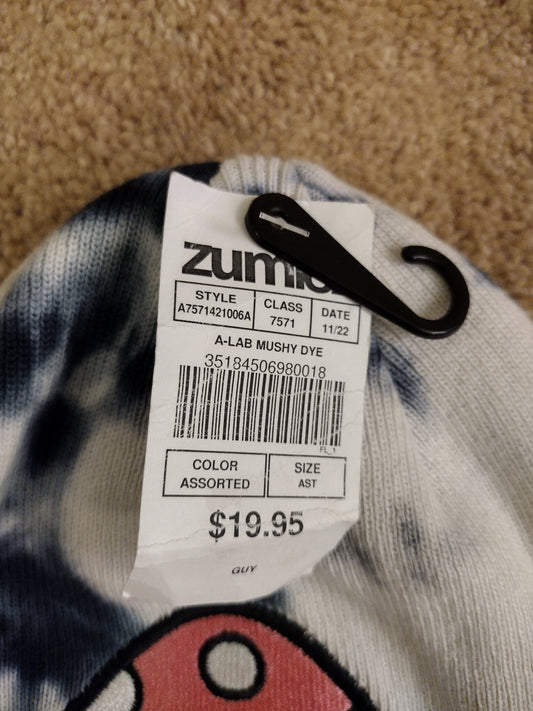 zumiez
STYLE CLASS DATE
A7571421006A 7571 11/22
A-LAB MUSHY DYE
35184506980018
FL_1
COLOR SIZE
ASSORTED AST
$19.95
GUY